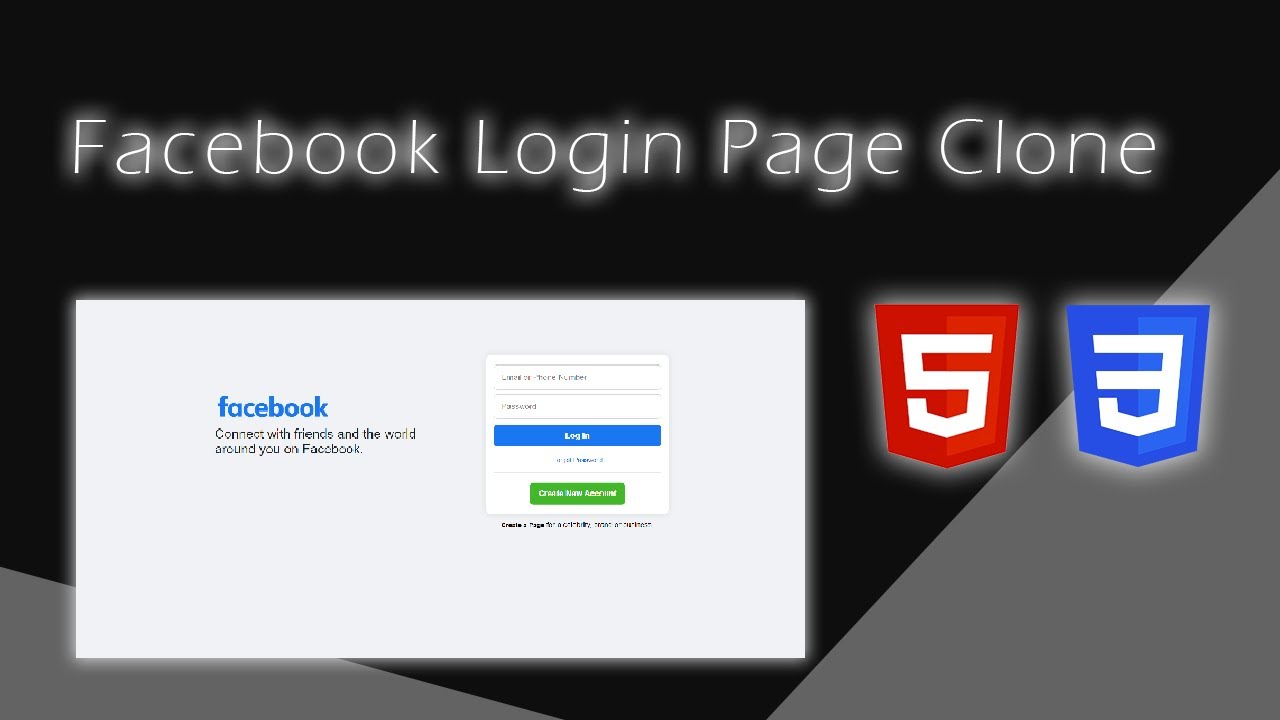 Facebook Login Page Clone
facebook
Connect with friends and the world
around you on Facebook.
Email or Phone Number
Password
Log In
Forgot Password
Create New Account
Create a Page for a celebrity, brand or business.
5
3